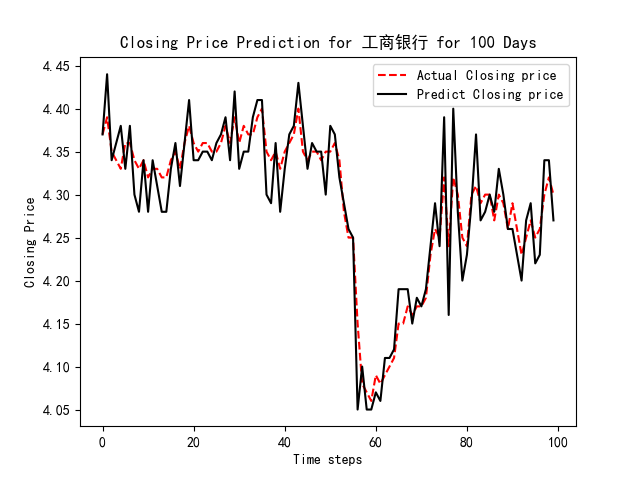 Closing Price Prediction for 工商银行 for 100 Days
Actual Closing price
Predict Closing price
Closing Price
4.45
4.40
4.35
4.30
4.25
4.20
4.15
4.10
4.05
0 20 40 60 80 100
Time steps